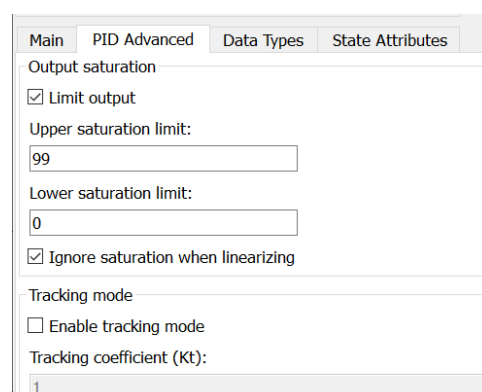 Main PID Advanced Data Types State Attributes
Output saturation
Limit output
Upper saturation limit:
99
Lower saturation limit:
0
Ignore saturation when linearizing
Tracking mode
Enable tracking mode
Tracking coefficient (Kt):
1